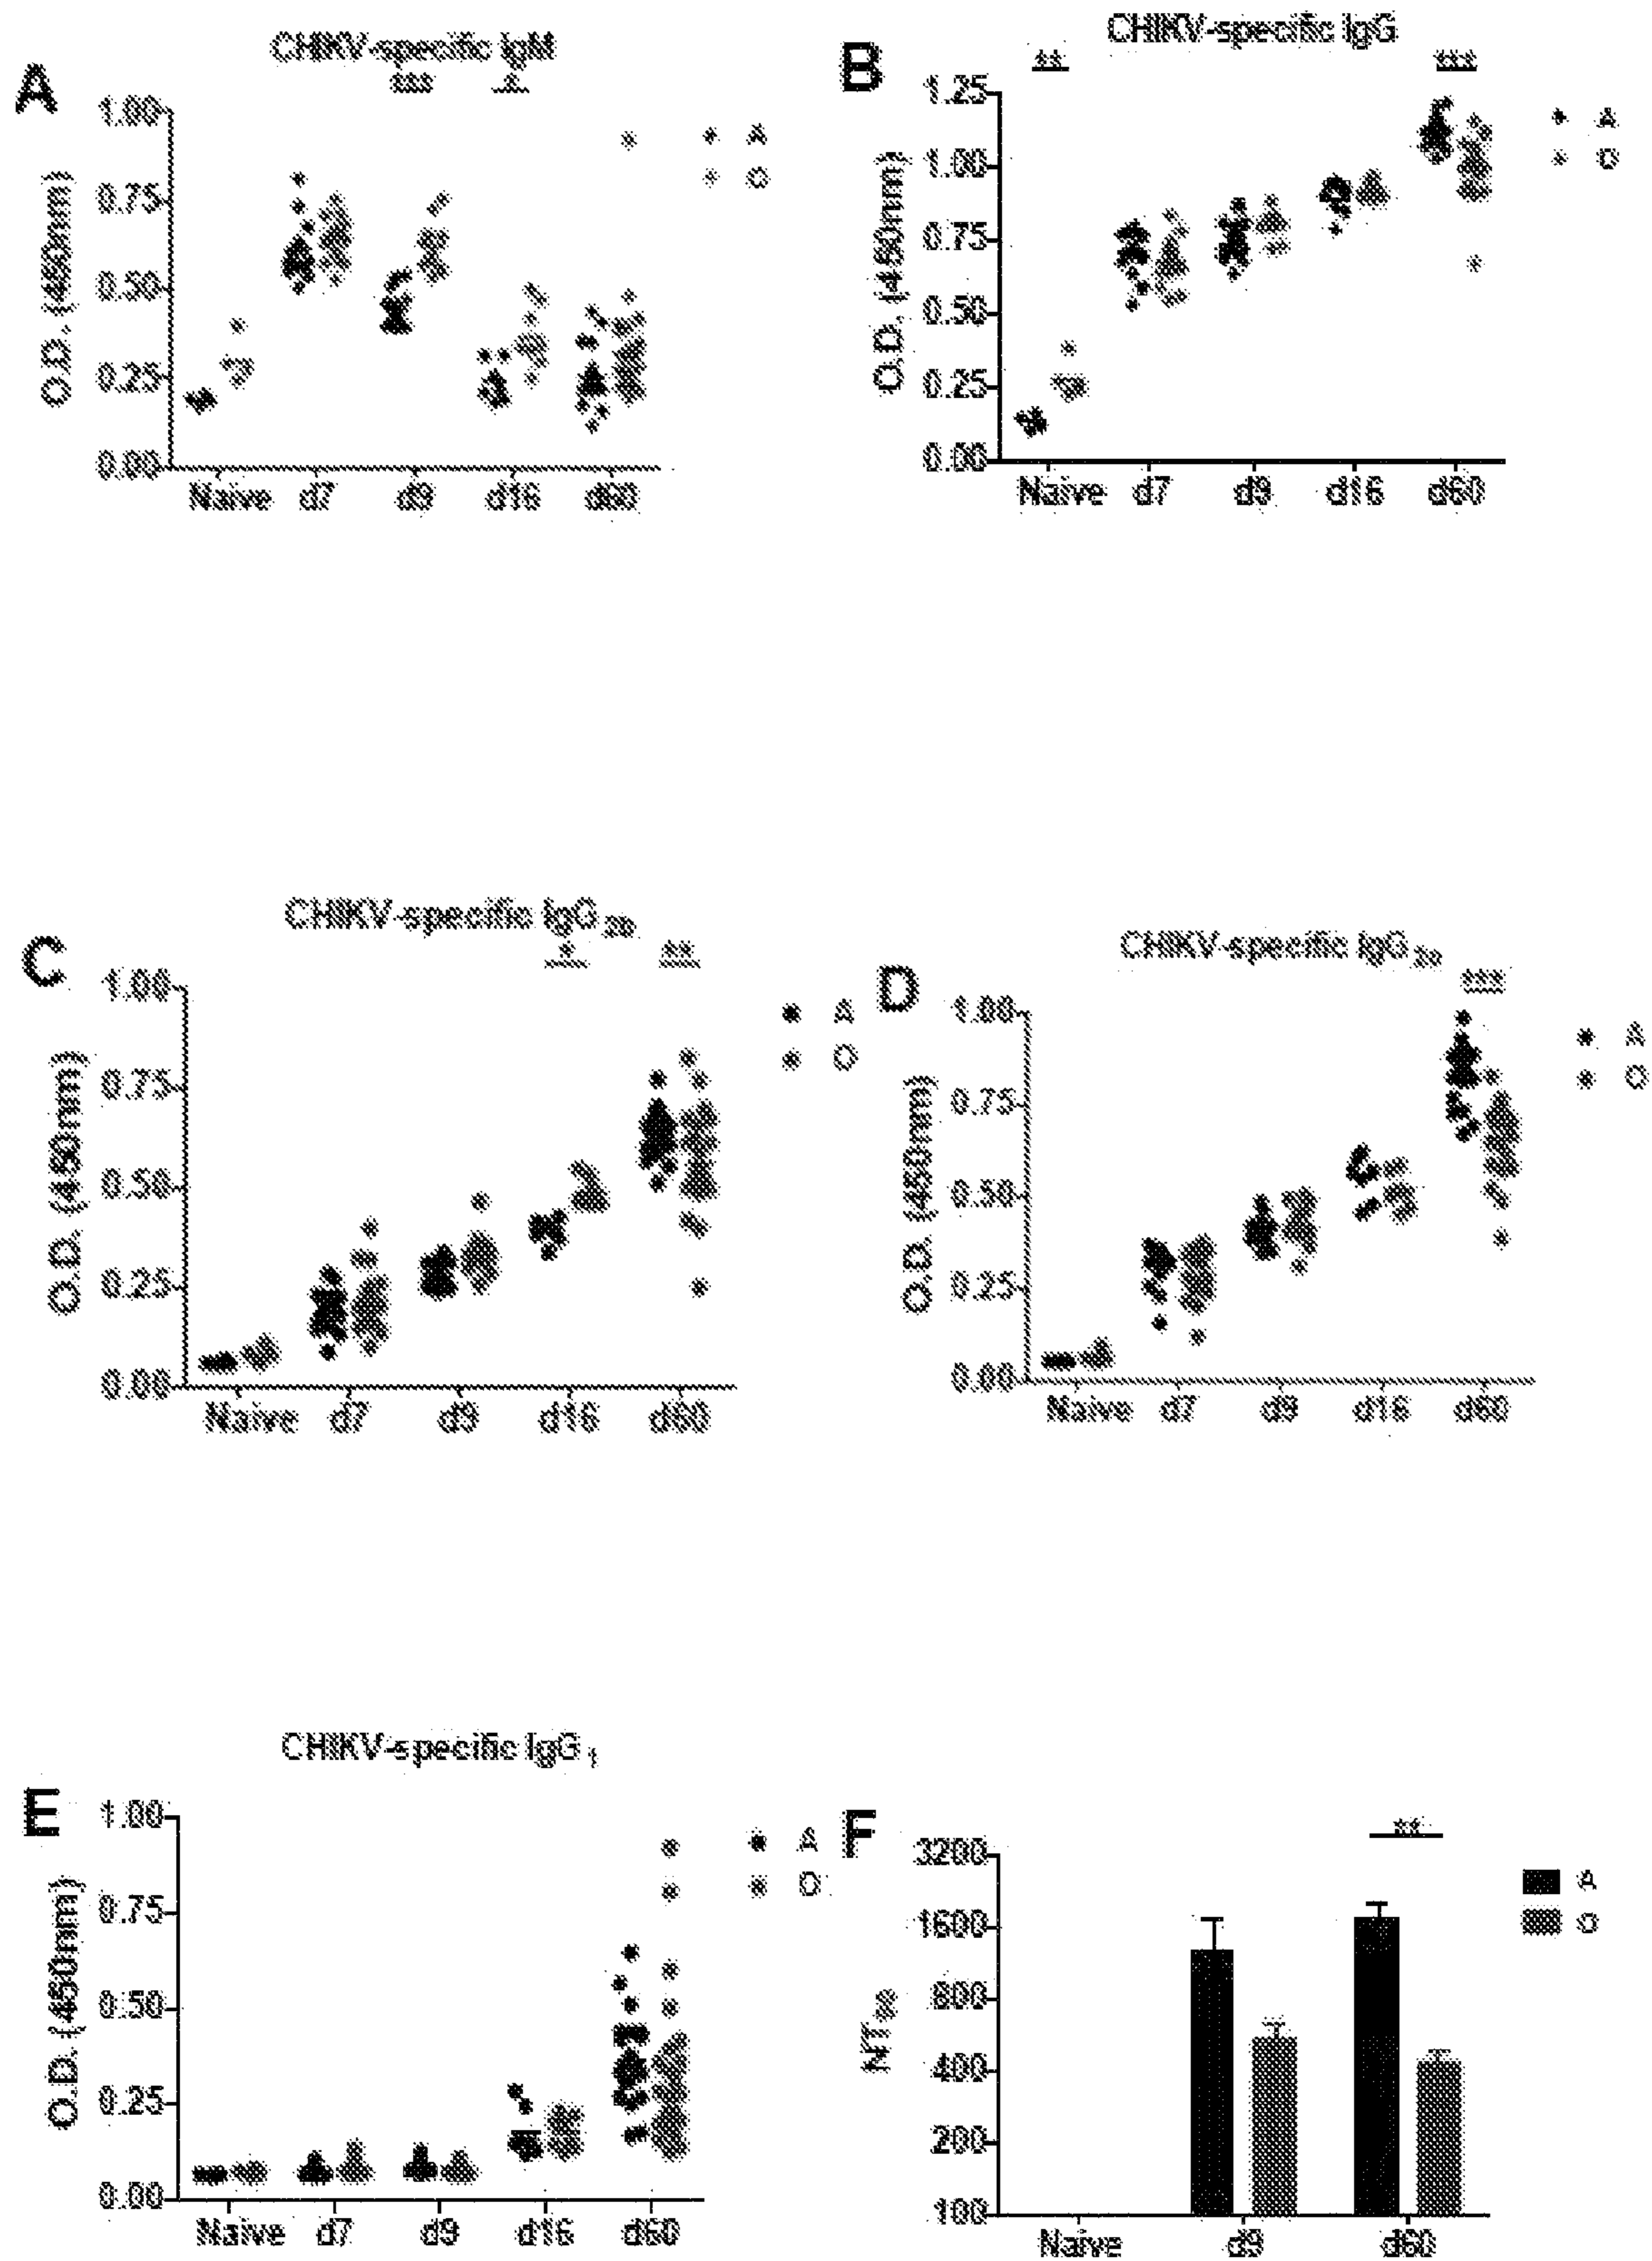 A
CHIKV-specific IgM
***
*
1.00
0.75
0.50
0.25
0.00
O.D. (450nm)
Naive d7 d9 d16 d60
A
O
B
CHIKV-specific IgG
**
***
1.25
1.00
0.75
0.50
0.25
0.00
O.D. (450nm)
Naive d7 d9 d16 d60
A
O
C
CHIKV-specific IgG
*
**
1.00
0.75
0.50
0.25
0.00
O.D. (450nm)
Naive d7 d9 d16 d60
A
O
D
CHIKV-specific IgG
***
1.00
0.75
0.50
0.25
0.00
O.D. (450nm)
Naive d7 d9 d16 d60
A
O
E
CHIKV-specific IgG 1
1.00
0.75
0.50
0.25
0.00
O.D. (450nm)
Naive d7 d9 d16 d60
A
O
F
**
3200
1600
800
400
200
100
NT
Naive d9 d60
A
O